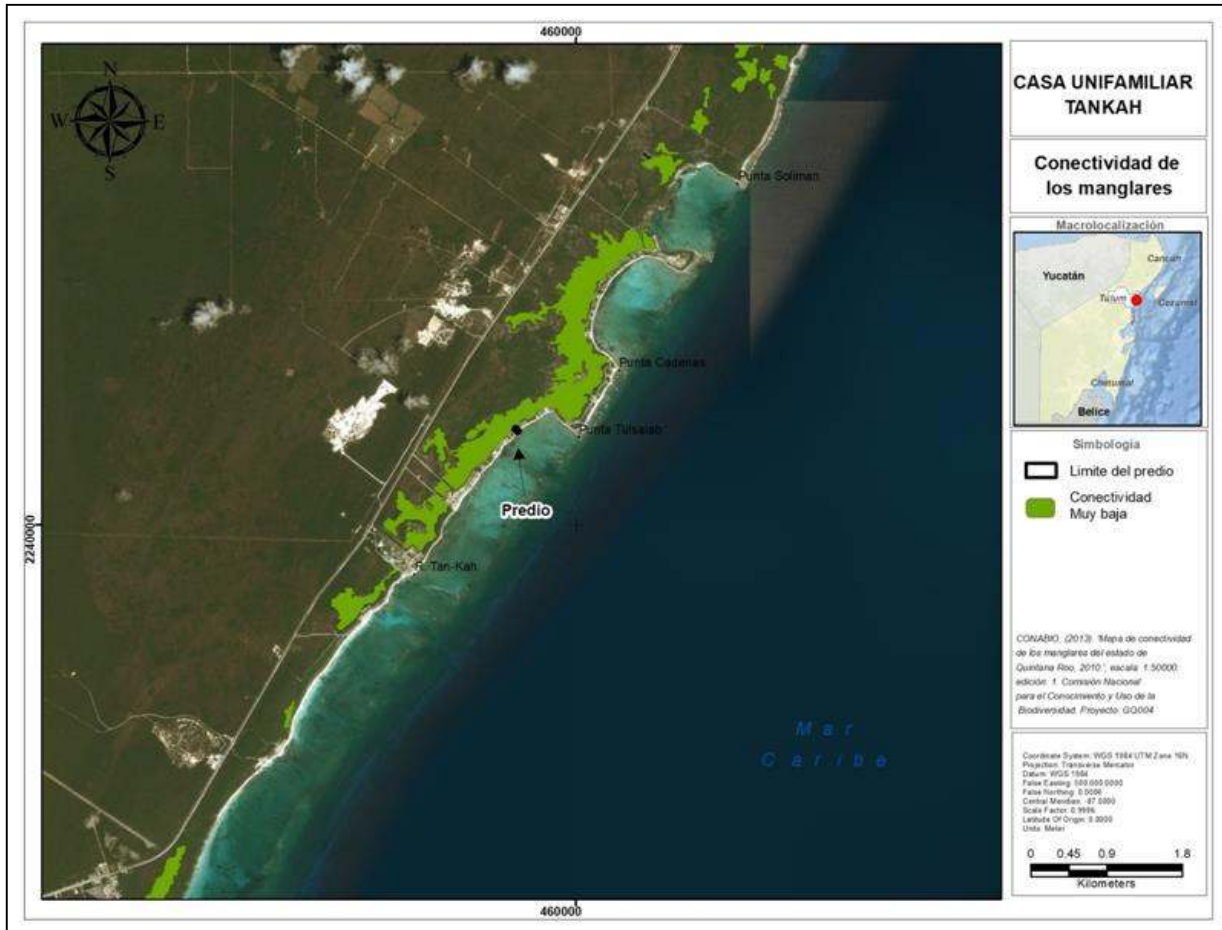 460000
N
W
E
S
Punta Soliman
Punta Cadenas
Punta Tulsalab
Predio
2240000
R. Tan-Kah
Mar
Caribe
460000
CASA UNIFAMILIAR
TANKAH
Conectividad de
los manglares
Macrolocalización
Cancún
Yucatán
Tulum
Cozumel
Chetumal
Belice
Simbología
Limite del predio
Conectividad
Muy baja
CONABIO, (2013). 'Mapa de conectividad
de los manglares del estado de
Quintana Roo, 2010.', escala: 1:50000.
edición: 1. Comisión Nacional
para el Conocimiento y Uso de la
Biodiversidad. Proyecto: GQ004
Coordinate System: WGS 1984 UTM Zone 16N
Projection: Transverse Mercator
Datum: WGS 1984
False Easting: 500,000.0000
False Northing: 0.0000
Central Meridian: -87.0000
Scale Factor: 0.9996
Latitude Of Origin: 0.0000
Units: Meter
0 0.45 0.9 1.8
Kilometers